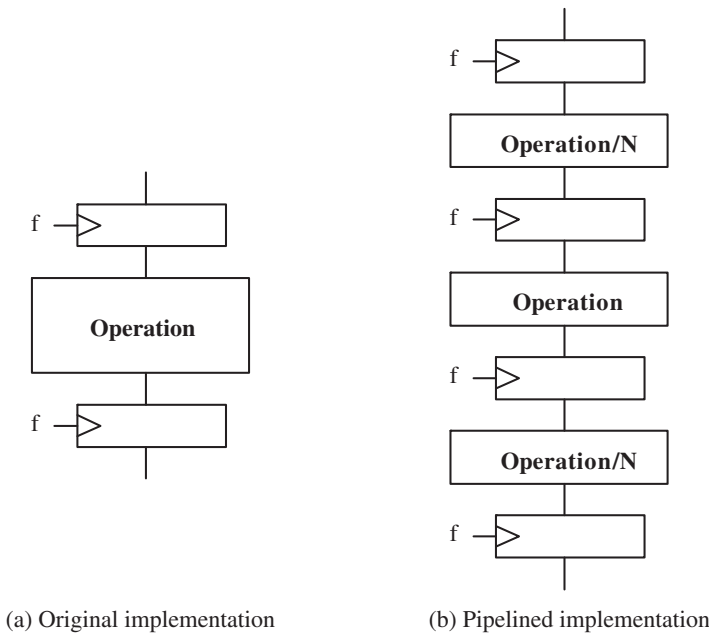 f
Operation
f
(a) Original implementation
f
Operation/N
f
Operation
f
Operation/N
f
(b) Pipelined implementation